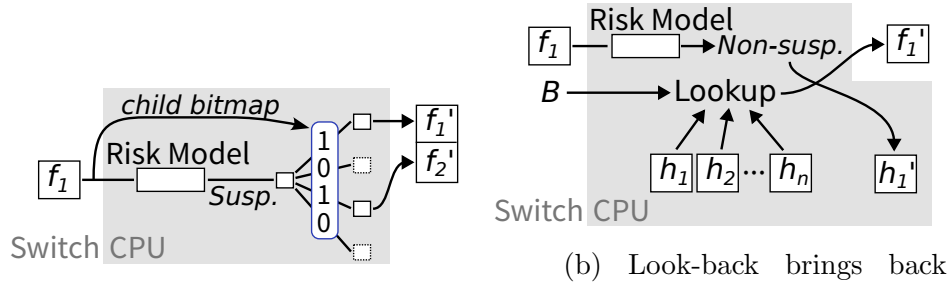 child bitmap
f1
Risk Model
Susp.
1
0
1
0
f1'
f2'
Switch CPU
Risk Model
f1
Non-susp.
f1'
B
Lookup
h1 h2 ... hn
h1'
Switch CPU
(b) Look-back brings back